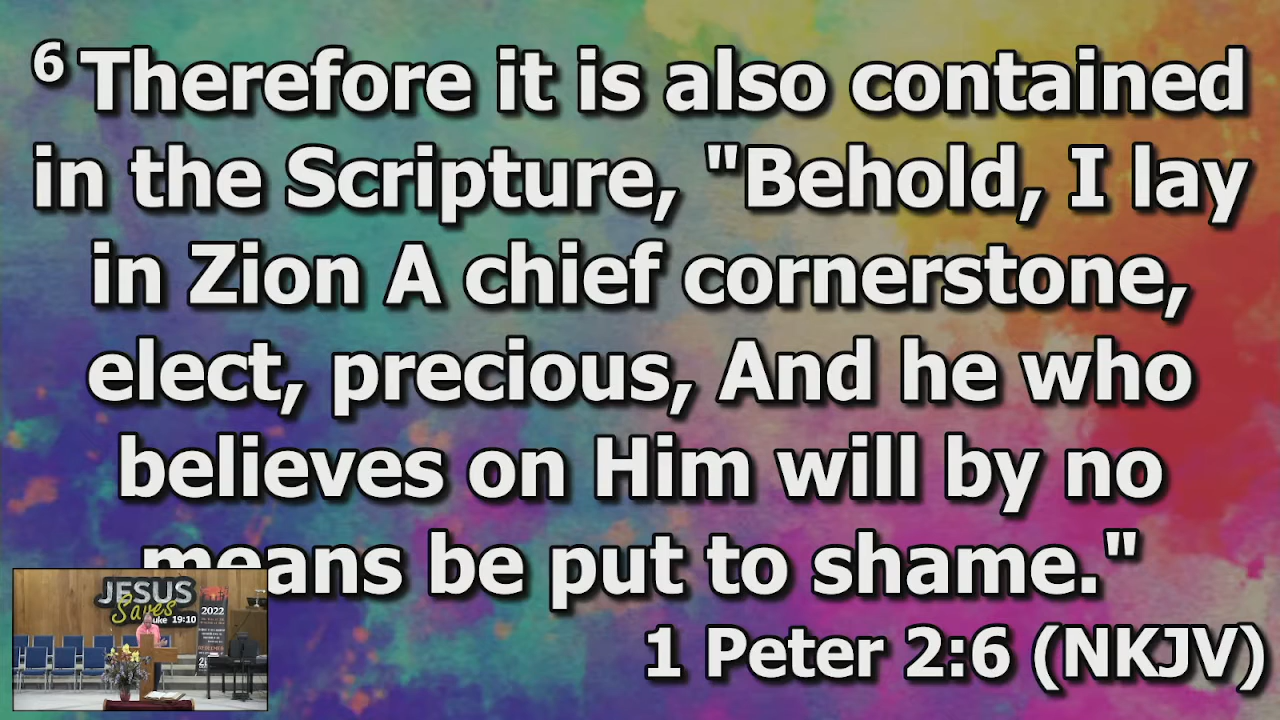 6 Therefore it is also contained
in the Scripture, "Behold, I lay
in Zion A chief cornerstone,
elect, precious, And he who
believes on Him will by no
means be put to shame."
1 Peter 2:6 (NKJV)
JESUS
Saves
Luke 19:10
2022